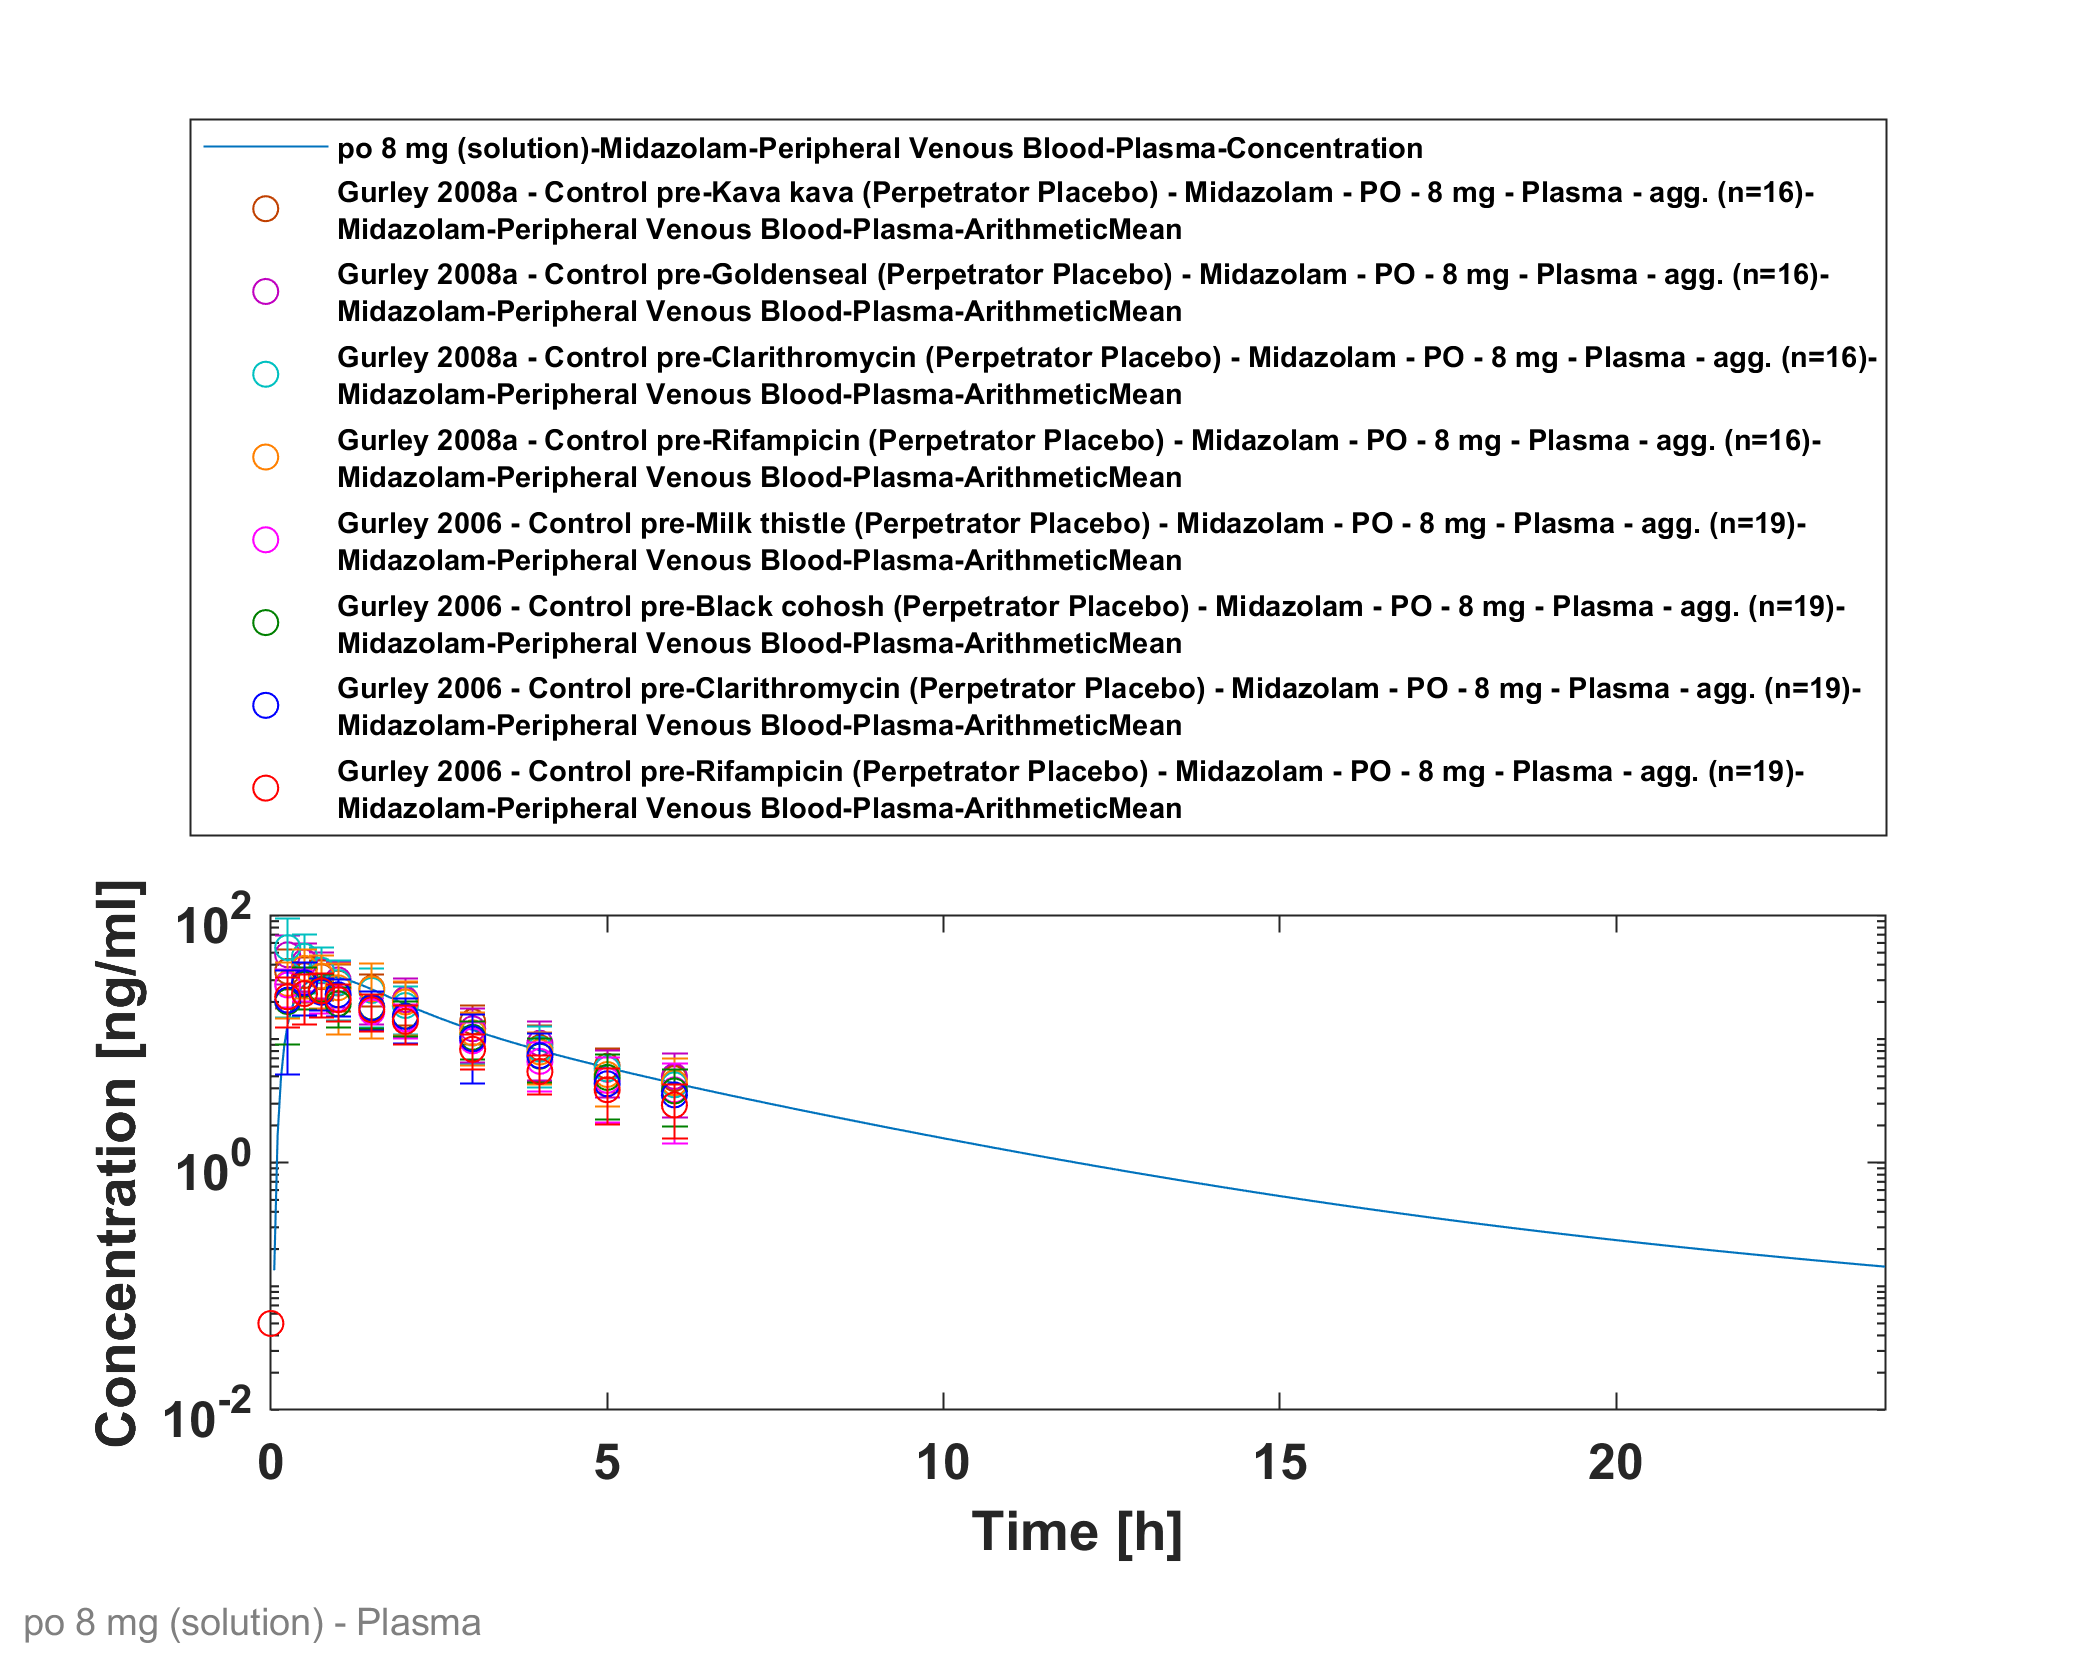 po 8 mg (solution)-Midazolam-Peripheral Venous Blood-Plasma-Concentration
Gurley 2008a - Control pre-Kava kava (Perpetrator Placebo) - Midazolam - PO - 8 mg - Plasma - agg. (n=16)-
Midazolam-Peripheral Venous Blood-Plasma-ArithmeticMean
Gurley 2008a - Control pre-Goldenseal (Perpetrator Placebo) - Midazolam - PO - 8 mg - Plasma - agg. (n=16)-
Midazolam-Peripheral Venous Blood-Plasma-ArithmeticMean
Gurley 2008a - Control pre-Clarithromycin (Perpetrator Placebo) - Midazolam - PO - 8 mg - Plasma - agg. (n=16)-
Midazolam-Peripheral Venous Blood-Plasma-ArithmeticMean
Gurley 2008a - Control pre-Rifampicin (Perpetrator Placebo) - Midazolam - PO - 8 mg - Plasma - agg. (n=16)-
Midazolam-Peripheral Venous Blood-Plasma-ArithmeticMean
Gurley 2006 - Control pre-Milk thistle (Perpetrator Placebo) - Midazolam - PO - 8 mg - Plasma - agg. (n=19)-
Midazolam-Peripheral Venous Blood-Plasma-ArithmeticMean
Gurley 2006 - Control pre-Black cohosh (Perpetrator Placebo) - Midazolam - PO - 8 mg - Plasma - agg. (n=19)-
Midazolam-Peripheral Venous Blood-Plasma-ArithmeticMean
Gurley 2006 - Control pre-Clarithromycin (Perpetrator Placebo) - Midazolam - PO - 8 mg - Plasma - agg. (n=19)-
Midazolam-Peripheral Venous Blood-Plasma-ArithmeticMean
Gurley 2006 - Control pre-Rifampicin (Perpetrator Placebo) - Midazolam - PO - 8 mg - Plasma - agg. (n=19)-
Midazolam-Peripheral Venous Blood-Plasma-ArithmeticMean
Concentration [ng/ml]
10^2
10^0
10^-2
0 5 10 15 20
Time [h]
po 8 mg (solution) - Plasma